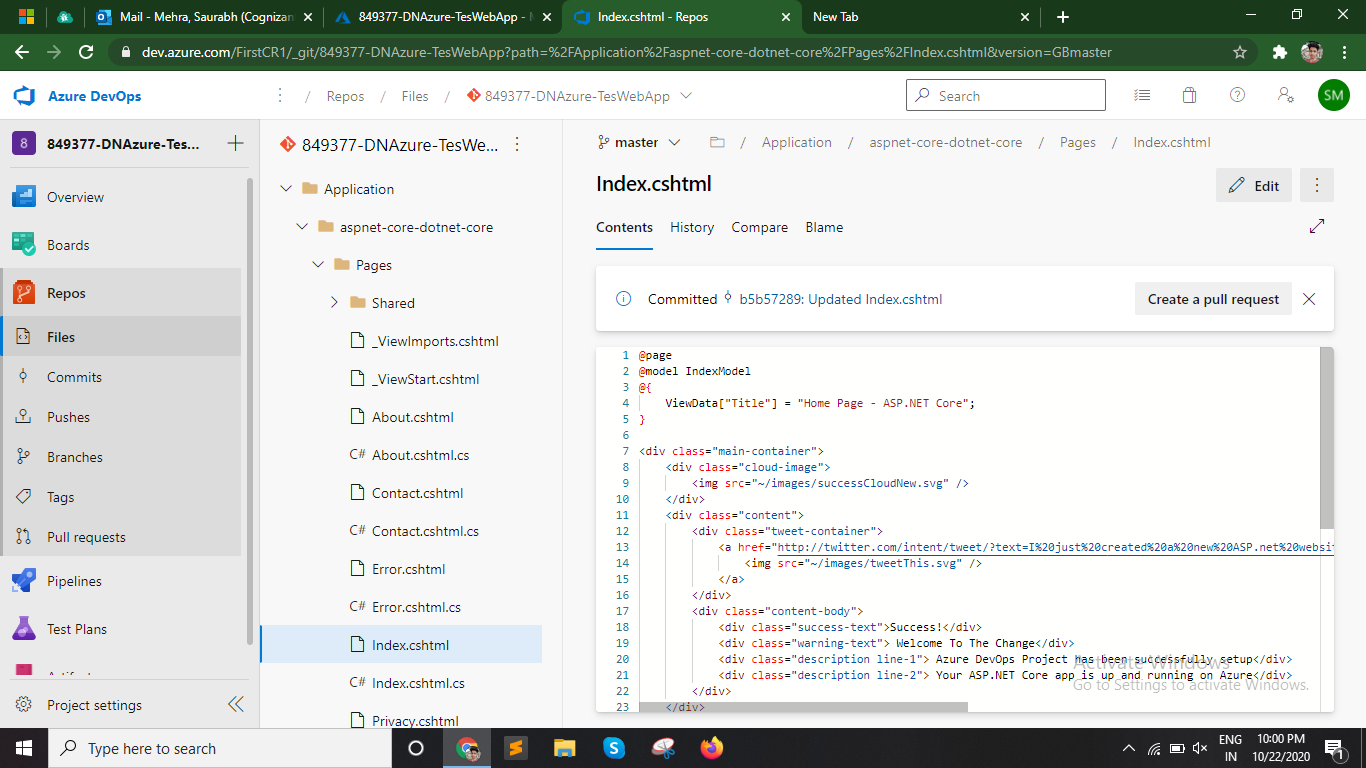 Mail - Mehra, Saurabh (Cognizan
849377-DNAzure-TesWebApp -
Index.cshtml - Repos
New Tab
dev.azure.com/FirstCR1/_git/849377-DNAzure-TesWebApp?path=%2FApplication%2Faspnet-core-dotnet-core%2FPages%2FIndex.cshtml&version=GBmaster
Azure DevOps
/ Repos / Files / 849377-DNAzure-TesWebApp
Search
SM
8 849377-DNAzure-Tes...
Overview
Boards
Repos
Files
Commits
Pushes
Branches
Tags
Pull requests
Pipelines
Test Plans
Project settings
849377-DNAzure-TesWe...
Application
aspnet-core-dotnet-core
Pages
Shared
_ViewImports.cshtml
_ViewStart.cshtml
About.cshtml
C# About.cshtml.cs
Contact.cshtml
C# Contact.cshtml.cs
Error.cshtml
C# Error.cshtml.cs
Index.cshtml
C# Index.cshtml.cs
Privacy.cshtml
master / Application / aspnet-core-dotnet-core / Pages / Index.cshtml
Index.cshtml
Edit
Contents History Compare Blame
Committed b5b57289: Updated Index.cshtml
Create a pull request
1 @page
2 @model IndexModel
3 @{
4 ViewData["Title"] = "Home Page - ASP.NET Core";
5 }
6
7 <div class="main-container">
8 <div class="cloud-image">
9 <img src="~/images/successCloudNew.svg" />
10 </div>
11 <div class="content">
12 <div class="tweet-container">
13 <a href="http://twitter.com/intent/tweet/?text=I%20just%20created%20a%20new%20ASP.net%20websit
14 <img src="~/images/tweetThis.svg" />
15 </a>
16 </div>
17 <div class="content-body">
18 <div class="success-text">Success!</div>
19 <div class="warning-text"> Welcome To The Change</div>
20 <div class="description line-1"> Azure DevOps Project has been successfully setup</div>
21 <div class="description line-2"> Your ASP.NET Core app is up and running on Azure</div>
22 </div>
23 </div>
Activate Windows
Go to Settings to activate Windows.
Type here to search
ENG
IN
10:00 PM
10/22/2020
1